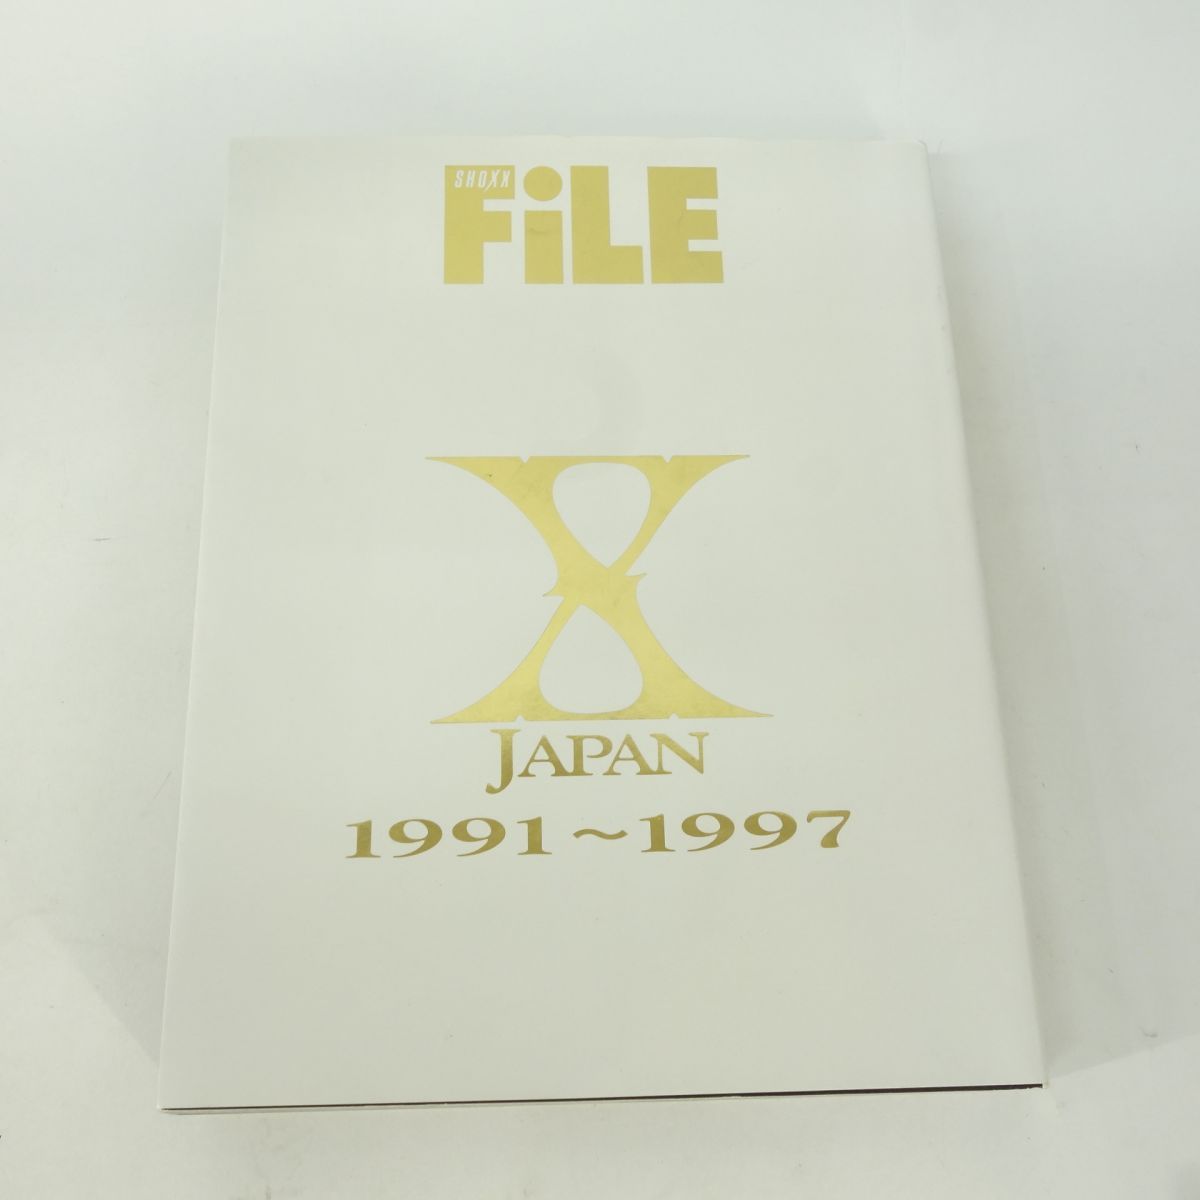 SHOXX
FiLE
X
JAPAN
1991～1997